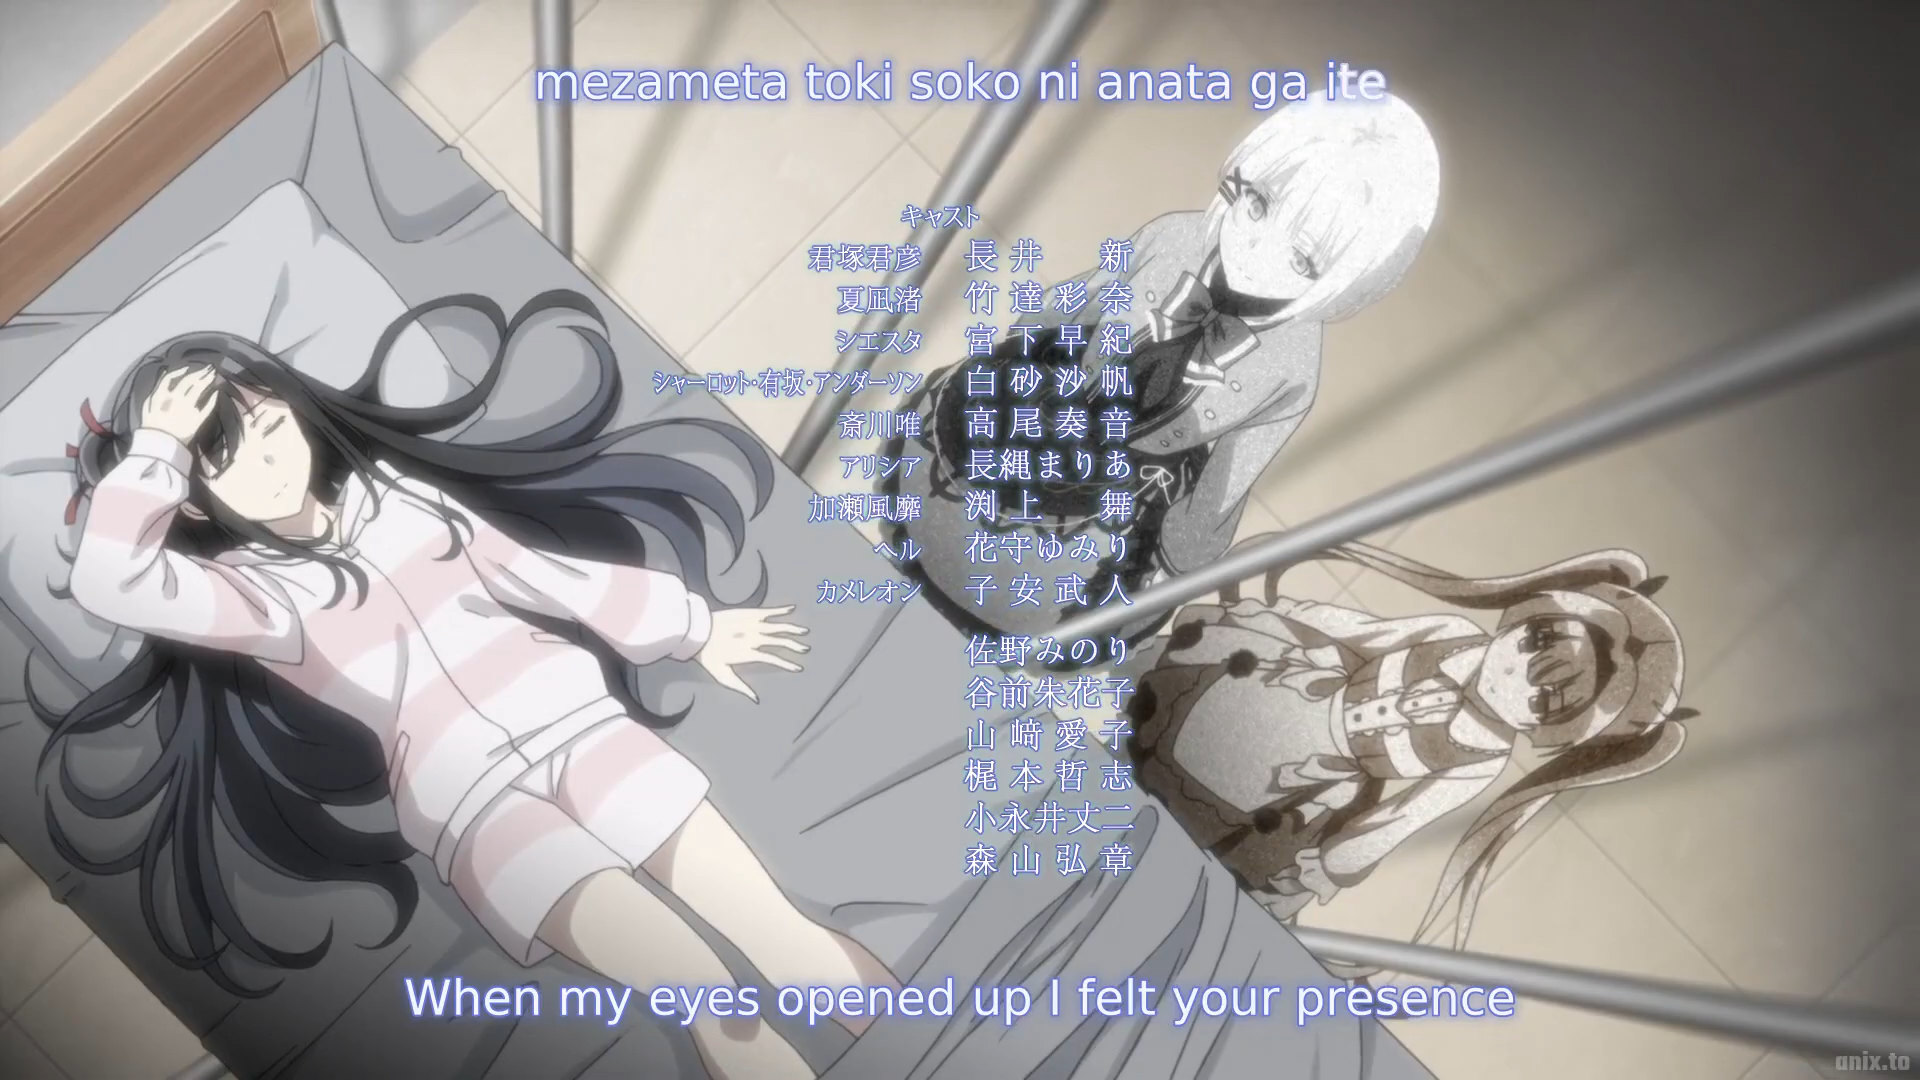 mezameta toki soko ni anata ga ite
キャスト
君塚君彦 長井 新
夏凪渚 竹達彩奈
シエスタ 宮下早紀
シャーロット・有坂・アンダーソン 白砂沙帆
斎川唯 高尾奏音
アリシア 長縄まりあ
加瀬風靡 渕上 舞
ヘル 花守ゆみり
カメレオン 子安武人
佐野みのり
谷前朱花子
山﨑愛子
梶本哲志
小永井丈二
森山弘章
When my eyes opened up I felt your presence
anix.to